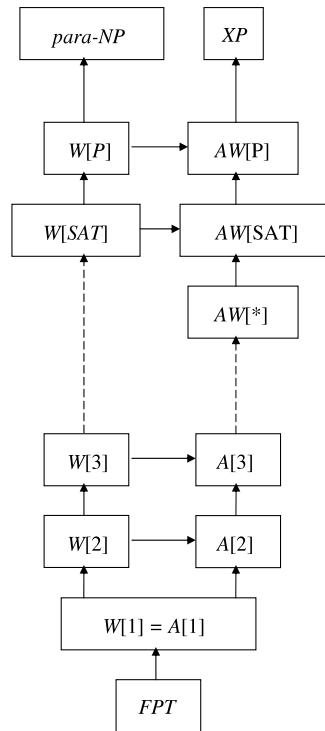 para-NP
XP
W[P]
AW[P]
W[SAT]
AW[SAT]
AW[*]
W[3]
A[3]
W[2]
A[2]
W[1] = A[1]
FPT